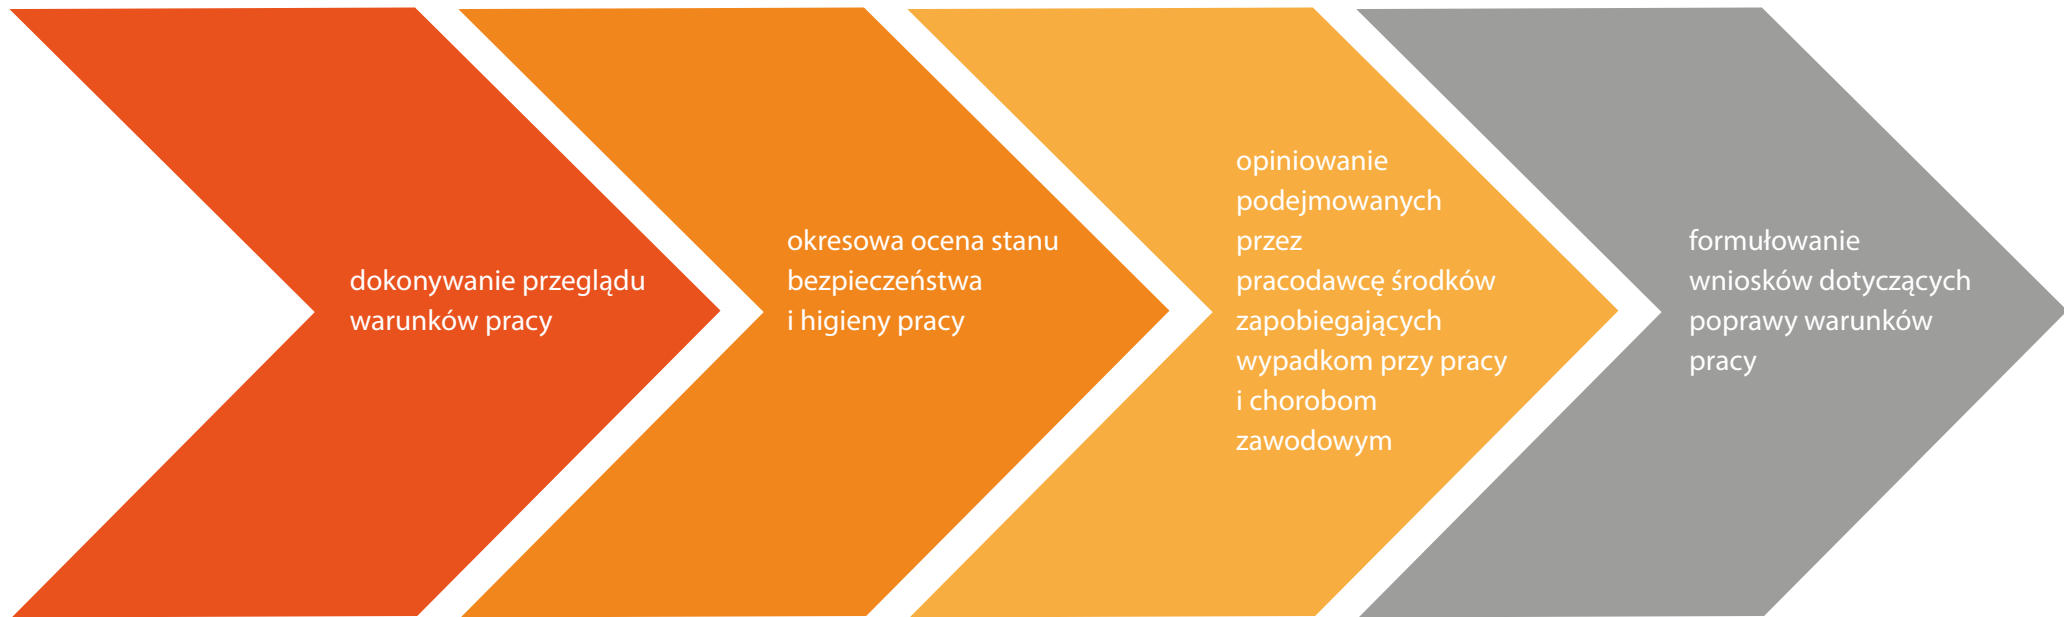 dokonywanie przeglądu
warunków pracy
okresowa ocena stanu
bezpieczeństwa
i higieny pracy
opiniowanie
podejmowanych
przez
pracodawcę środków
zapobiegających
wypadkom przy pracy
i chorobom
zawodowym
formułowanie
wniosków dotyczących
poprawy warunków
pracy